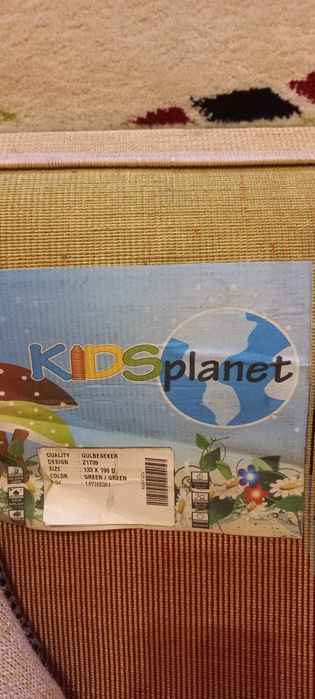 KIDSplanet
QUALITY : GULBESEKER
DESIGN : Z1739
SIZE : 133 X 190 D
COLOR : GREEN / GREEN